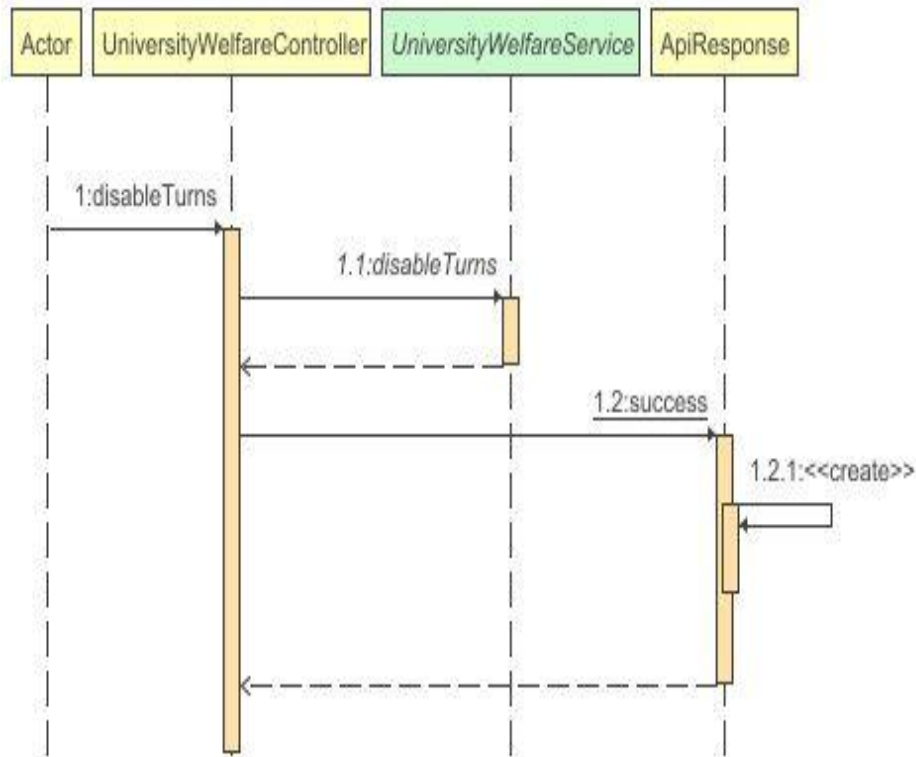 Actor
UniversityWelfareController
UniversityWelfareService
ApiResponse
1:disableTurns
1.1:disableTurns
1.2:success
1.2.1:<<create>>